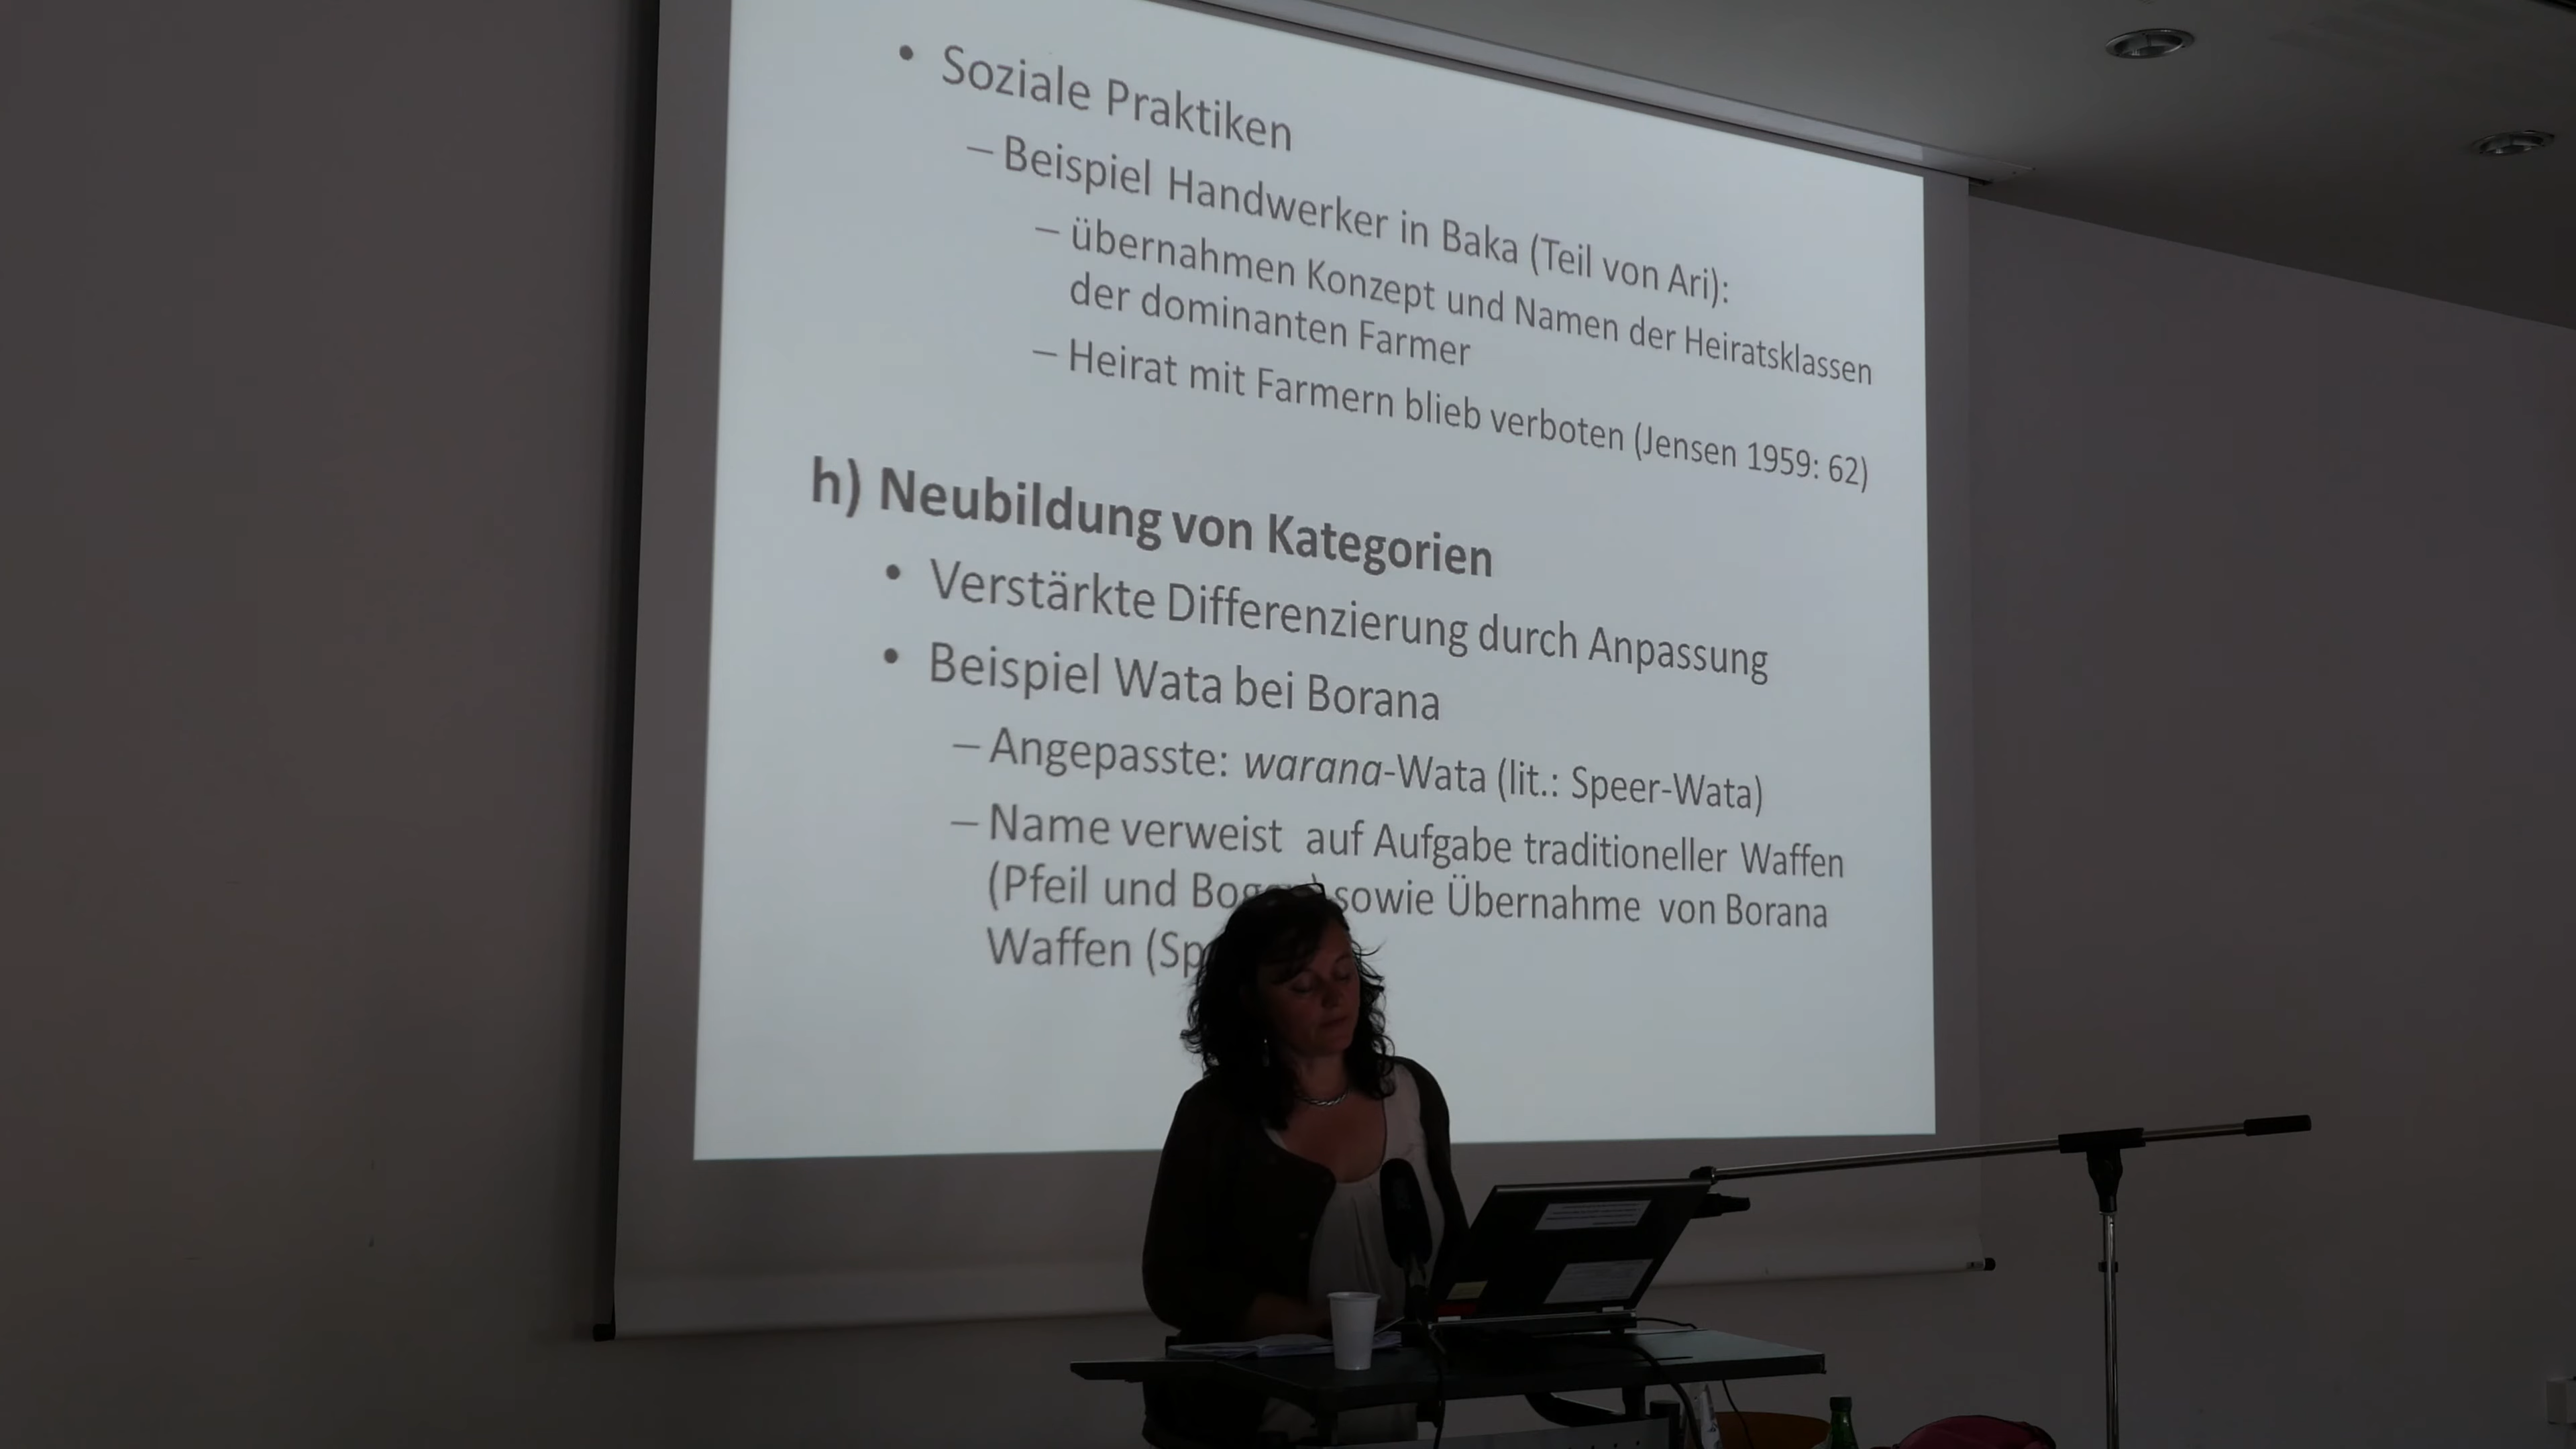 • Soziale Praktiken
– Beispiel Handwerker in Baka (Teil von Ari):
– übernahmen Konzept und Namen der Heiratsklassen
der dominanten Farmer
– Heirat mit Farmern blieb verboten (Jensen 1959: 62)
h) Neubildung von Kategorien
• Verstärkte Differenzierung durch Anpassung
• Beispiel Wata bei Borana
– Angepasste: warana-Wata (lit.: Speer-Wata)
– Name verweist auf Aufgabe traditioneller Waffen
(Pfeil und sowie Übernahme von Borana
Waffen